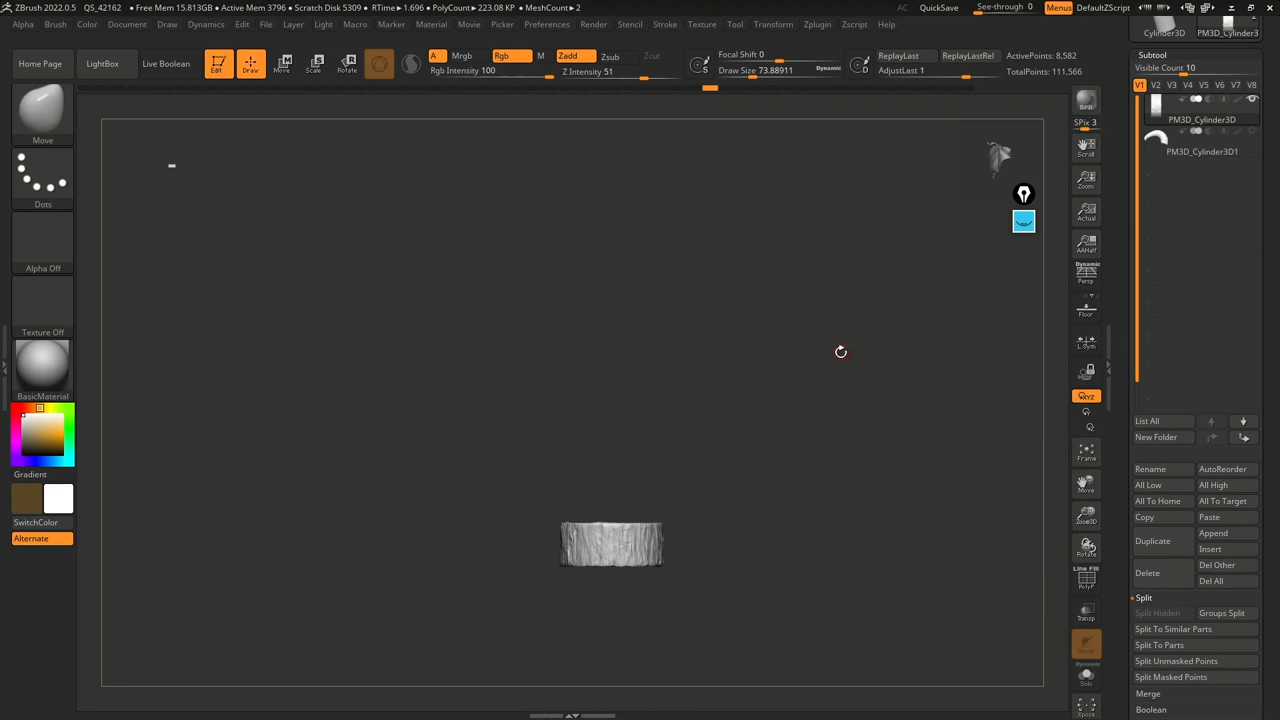 ZBrush 2022.0.5 QS_42162 • Free Mem 15.813GB • Active Mem 3796 • Scratch Disk 5309 • RTime►1.696 • PolyCount►223.08 KP • MeshCount►2
AC QuickSave See-through 0 Menus DefaultZScript
Alpha Brush Color Document Draw Dynamics Edit File Layer Light Macro Marker Material Movie Picker Preferences Render Stencil Stroke Texture Tool Transform Zplugin Zscript Help
Cylinder3D PM3D_Cylinder3
2
Home Page LightBox Live Boolean Edit Draw Move Scale Rotate
A Mrgb Rgb M Zadd Zsub Zcut
Rgb Intensity 100 Z Intensity 51
Focal Shift 0
Draw Size 73.88911 Dynamic
S D
ReplayLast ReplayLastRel ActivePoints: 8,582
AdjustLast 1 TotalPoints: 111,566
Subtool
Visible Count 10
V1 V2 V3 V4 V5 V6 V7 V8
PM3D_Cylinder3D
PM3D_Cylinder3D1
Move
Dots
Alpha Off
Texture Off
BasicMaterial
Gradient
SwitchColor
Alternate
BPR
SPix 3
Scroll
Zoom
Actual
AAHalf
Dynamic
Persp
Floor
L.Sym
XYZ
Frame
Move
Zoom3D
Rotate
Line Fill
PolyF
Transp
Ghost
Dynamic
Solo
Xpose
List All
New Folder
Rename AutoReorder
All Low All High
All To Home All To Target
Copy Paste
Duplicate Append
Insert
Delete Del Other
Del All
Split
Split Hidden Groups Split
Split To Similar Parts
Split To Parts
Split Unmasked Points
Split Masked Points
Merge
Boolean